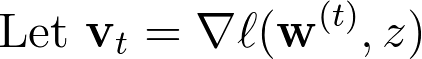 Let $\mathbf{v}_t = \nabla \ell(\mathbf{w}^{(t)}, z)$